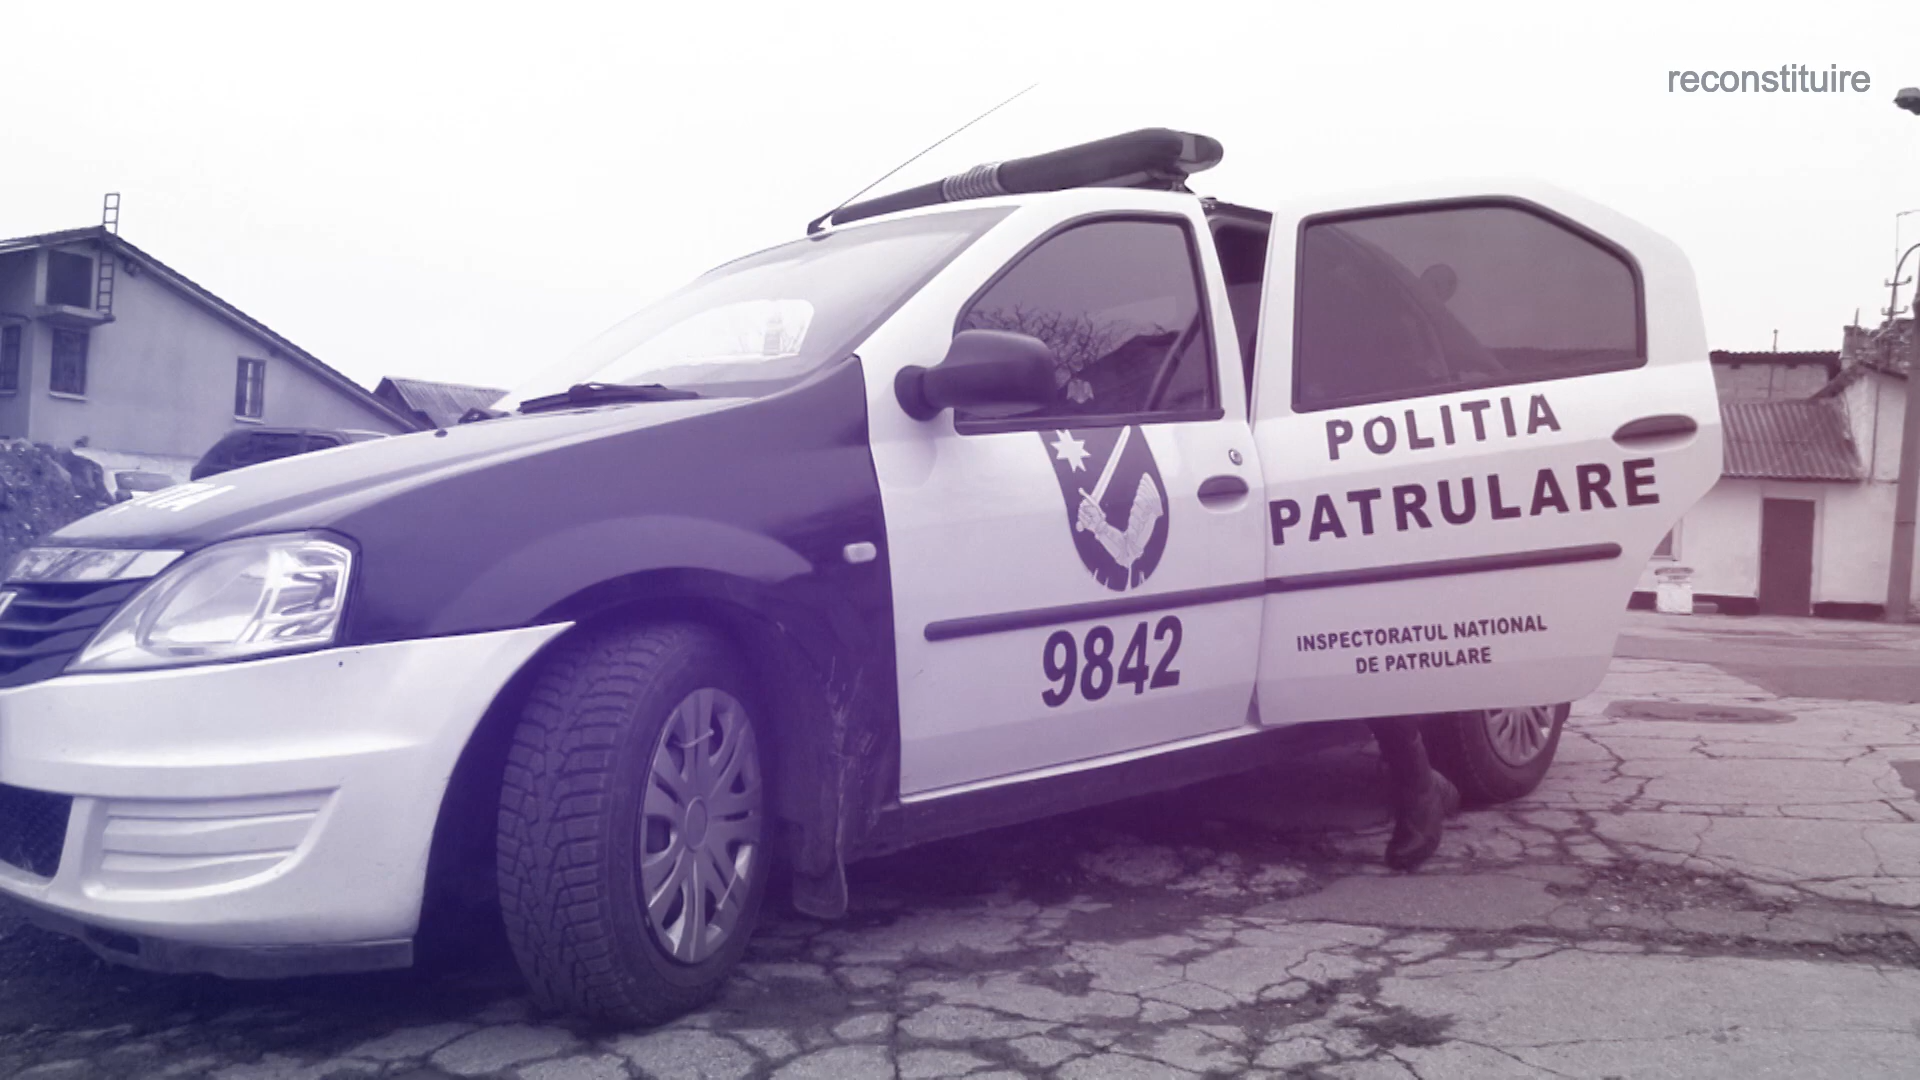 reconstituire
POLITIA
PATRULARE
9842
INSPECTORATUL NATIONAL
DE PATRULARE